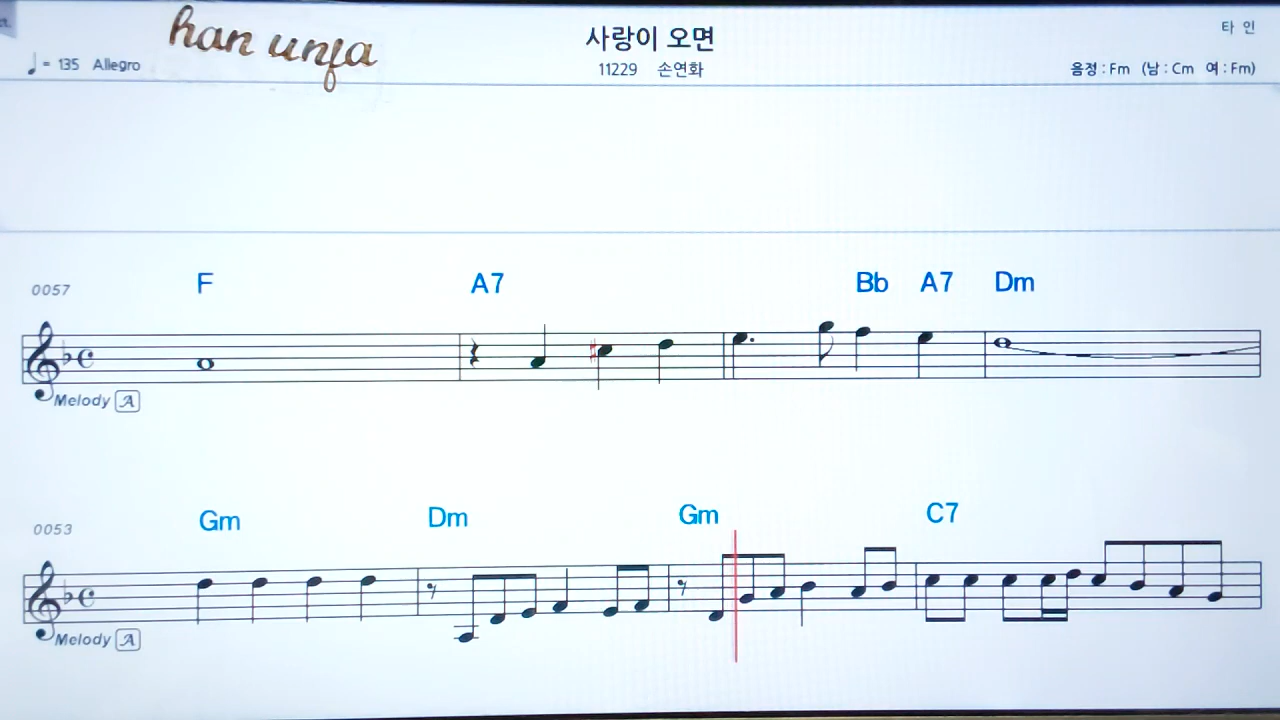 ct.
han unfa
사랑이 오면
타 인
♩= 135 Allegro
11229 손연화
음정 : Fm (남 : Cm 여 : Fm)
0057
F A7 Bb A7 Dm
Melody A
0053
Gm Dm Gm C7
Melody A